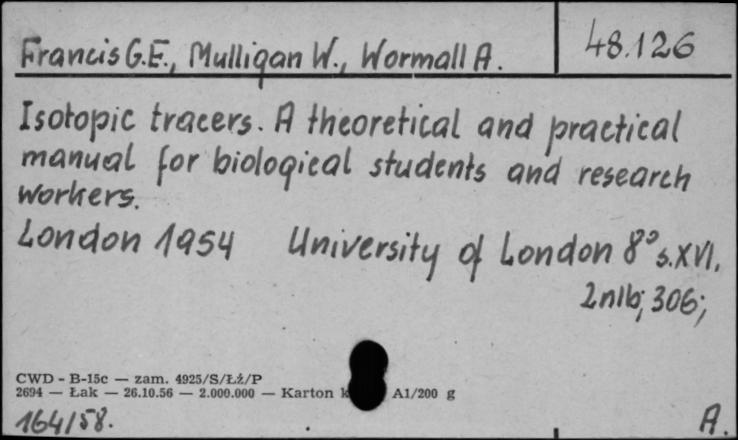 Francis G.E., Mulligan W., Wormall A. 48.126
Isotopic tracers. A theoretical and practical
manual for biological students and research
workers.
London 1954 University of London 8° s.XVI,
2nlb; 306;
CWD - B-15c — zam. 4925/S/Łż/P
2694 — Łak — 26.10.56 — 2.000.000 — Karton k A1/200 g
164/58. A.